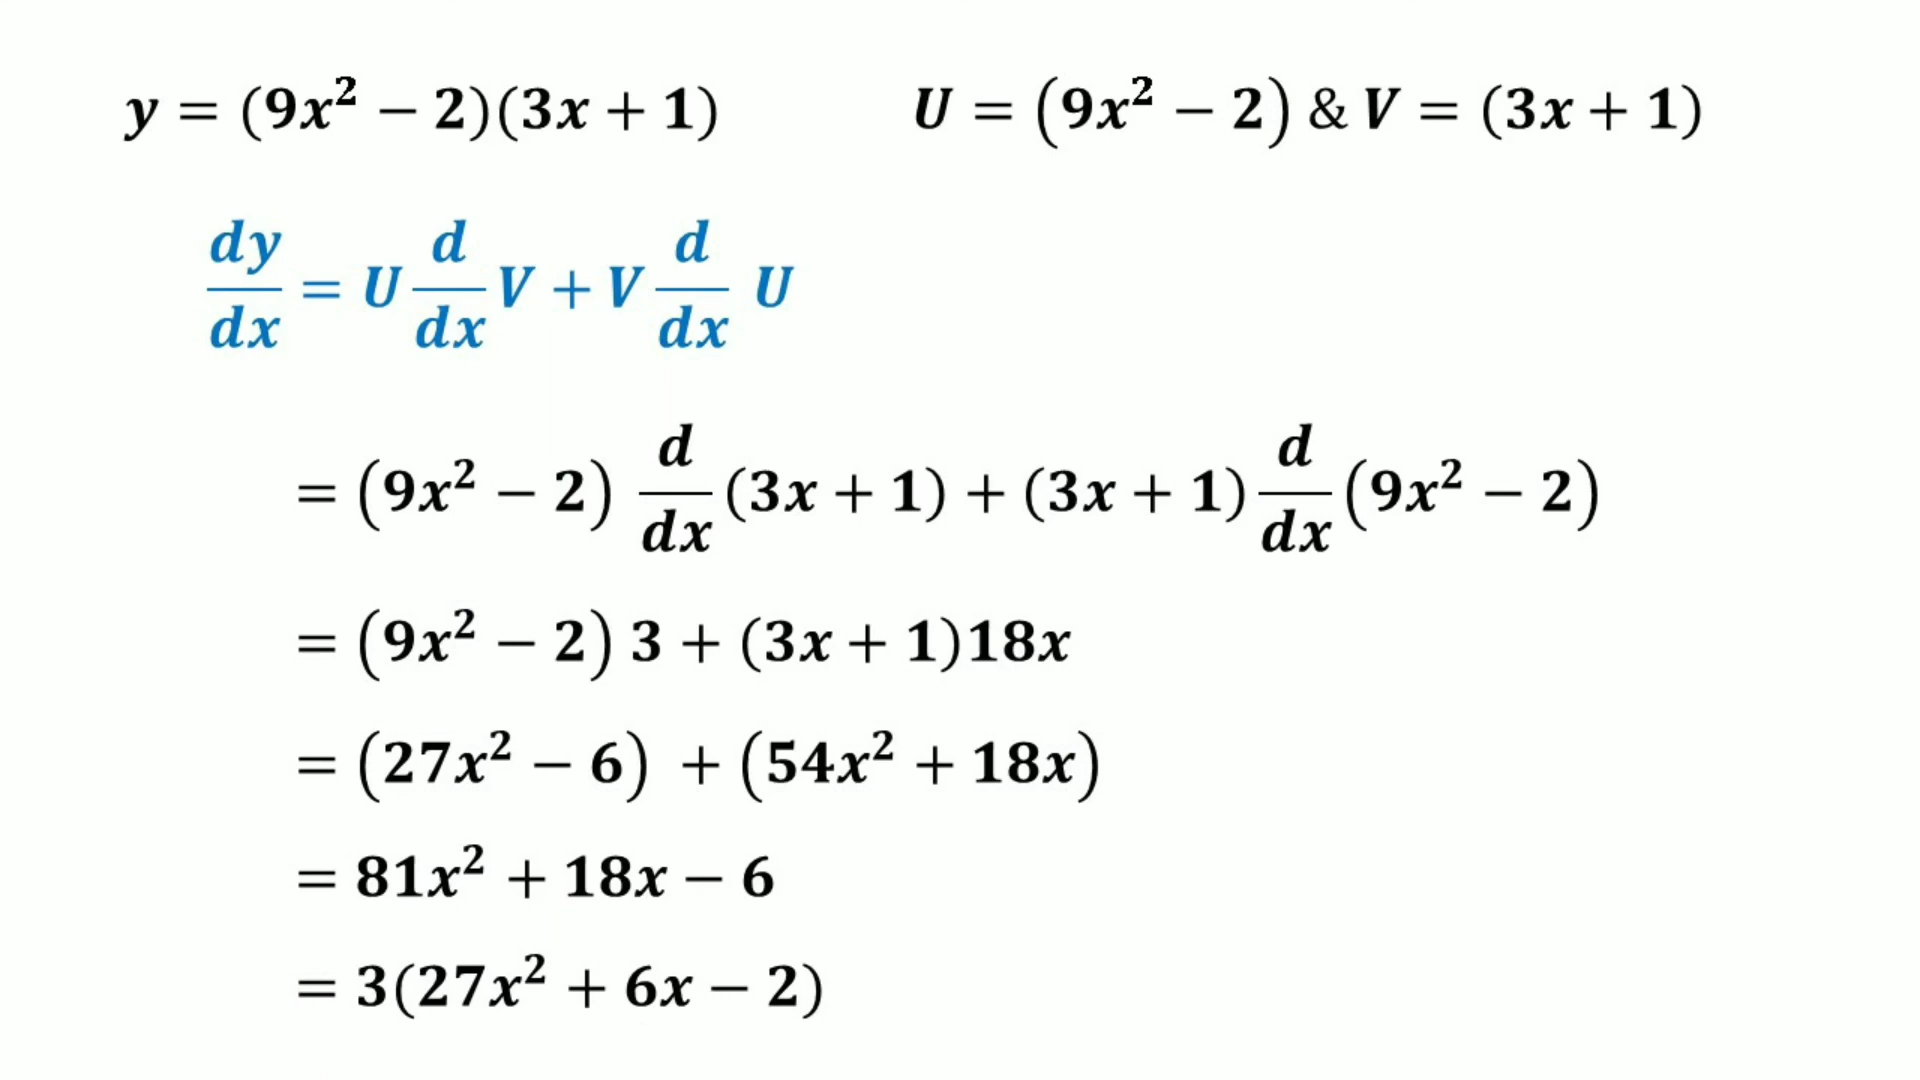 y = (9x² − 2)(3x + 1) U = (9x² − 2) & V = (3x + 1)
dy/dx = U d/dx V + V d/dx U
= (9x² − 2) d/dx (3x + 1) + (3x + 1) d/dx (9x² − 2)
= (9x² − 2) 3 + (3x + 1)18x
= (27x² − 6) + (54x² + 18x)
= 81x² + 18x − 6
= 3(27x² + 6x − 2)